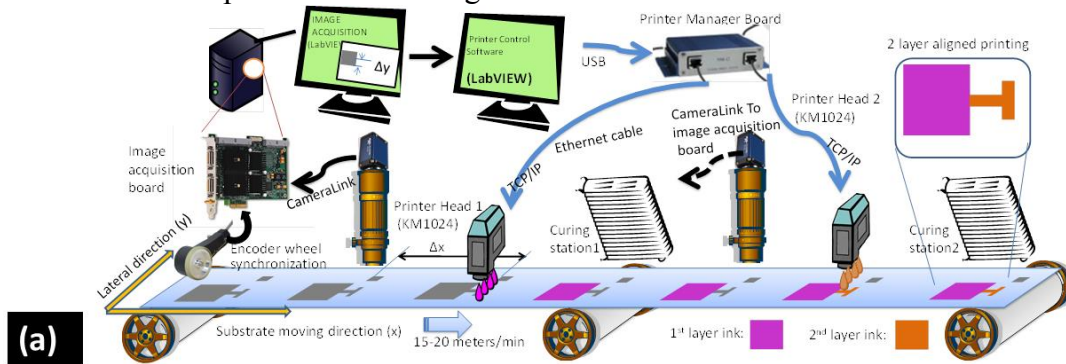 IMAGE
ACQUISITION
(LabVIEW
Δy
Printer Control
Software
(LabVIEW)
USB
Printer Manager Board
2 layer aligned printing
Printer Head 2
(KM1024)
CameraLink To
image acquisition
board
Ethernet cable
TCP/IP
TCP/IP
Image
acquisition
board
CameraLink
Printer Head 1
(KM1024)
Curing
station1
Curing
station2
Encoder wheel
synchronization
Δx
Lateral direction (y)
Substrate moving direction (x)
15-20 meters/min
1st layer ink:
2nd layer ink:
(a)